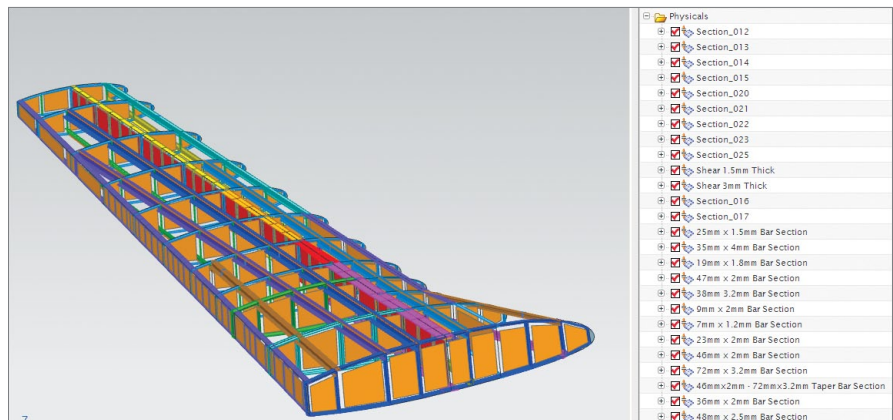 Physicals
Section_012
Section_013
Section_014
Section_015
Section_020
Section_021
Section_022
Section_023
Section_025
Shear 1.5mm Thick
Shear 3mm Thick
Section_016
Section_017
25mm x 1.5mm Bar Section
35mm x 4mm Bar Section
19mm x 1.8mm Bar Section
47mm x 2mm Bar Section
38mm 3.2mm Bar Section
9mm x 2mm Bar Section
7mm x 1.2mm Bar Section
23mm x 2mm Bar Section
46mm x 2mm Bar Section
72mm x 3.2mm Bar Section
46mmx2mm - 72mmx3.2mm Taper Bar Section
36mm x 2mm Bar Section
48mm x 2.5mm Bar Section